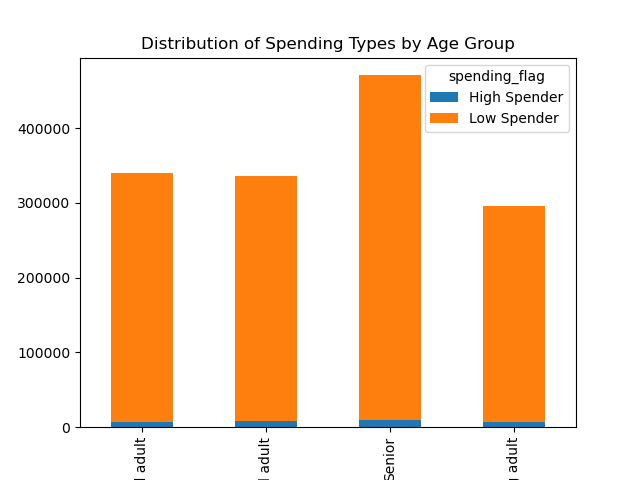 Distribution of Spending Types by Age Group
spending_flag
High Spender
Low Spender
400000
300000
200000
100000
0
adult
adult
Senior
adult